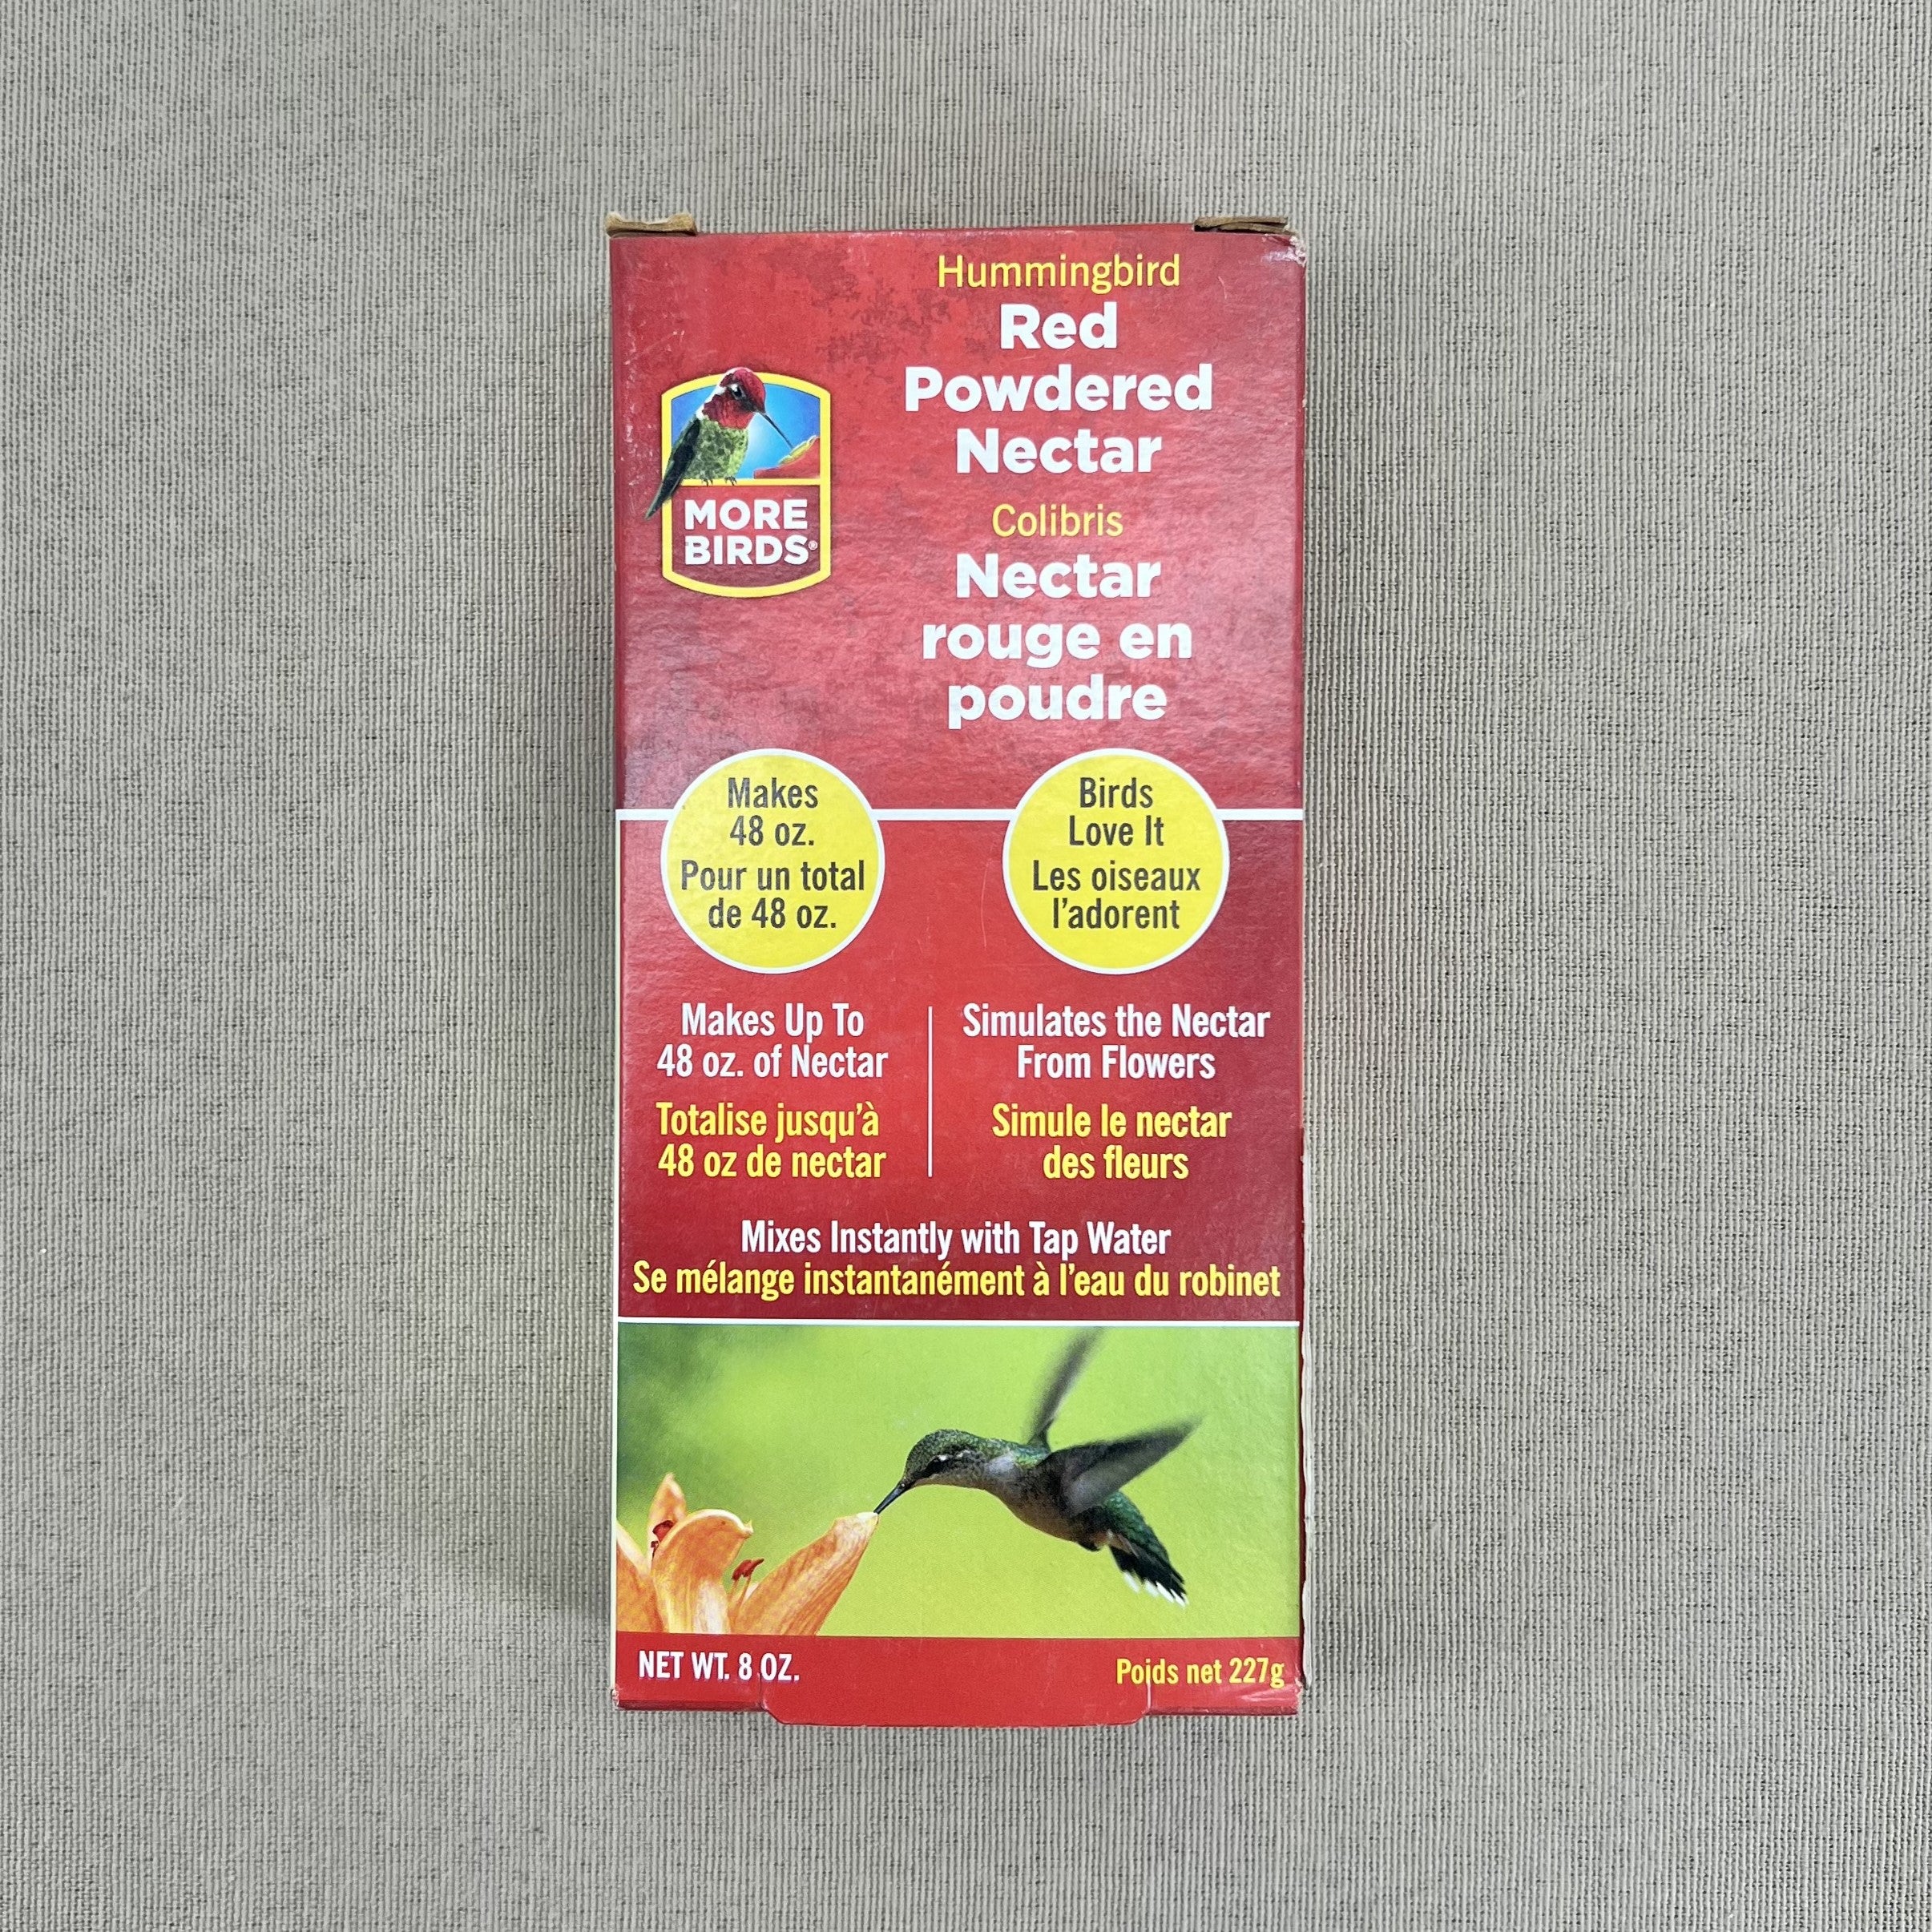 Hummingbird
Red
Powdered
Nectar
Colibris
Nectar
rouge en
poudre
MORE
BIRDS®
Makes
48 oz.
Pour un total
de 48 oz.
Birds
Love It
Les oiseaux
l'adorent
Makes Up To
48 oz. of Nectar
Totalise jusqu'à
48 oz de nectar
Simulates the Nectar
From Flowers
Simule le nectar
des fleurs
Mixes Instantly with Tap Water
Se mélange instantanément à l'eau du robinet
NET WT. 8 OZ.
Poids net 227g